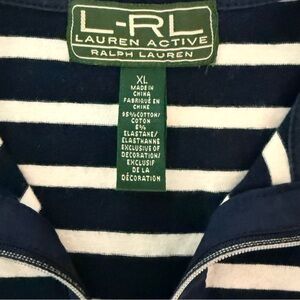 L-RL
LAUREN ACTIVE
RALPH LAUREN
XL
MADE IN
CHINA
FABRIQUÉ EN
CHINE
95% COTTON/
COTON
5%
ELASTANE/
ÉLASTHANNE
EXCLUSIVE OF
DECORATION/
EXCLUSIF
DE LA
DÉCORATION